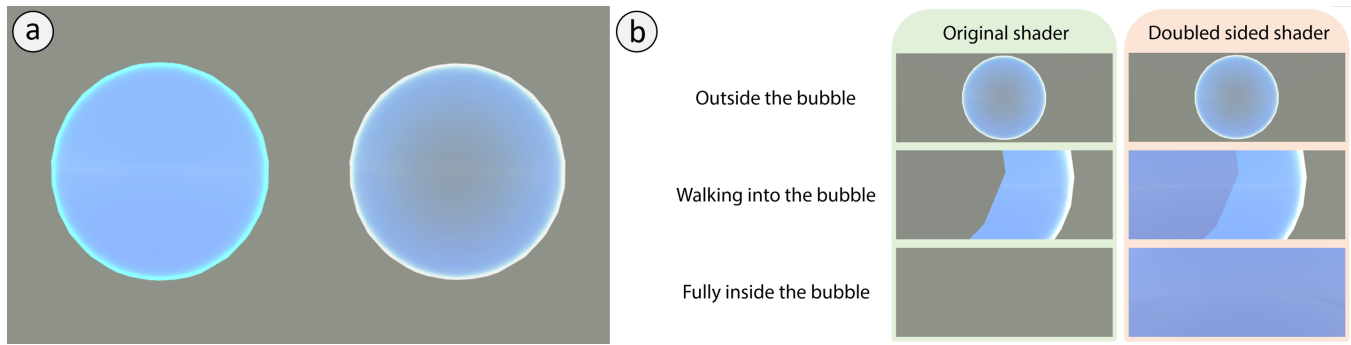 a
b
Original shader
Doubled sided shader
Outside the bubble
Walking into the bubble
Fully inside the bubble